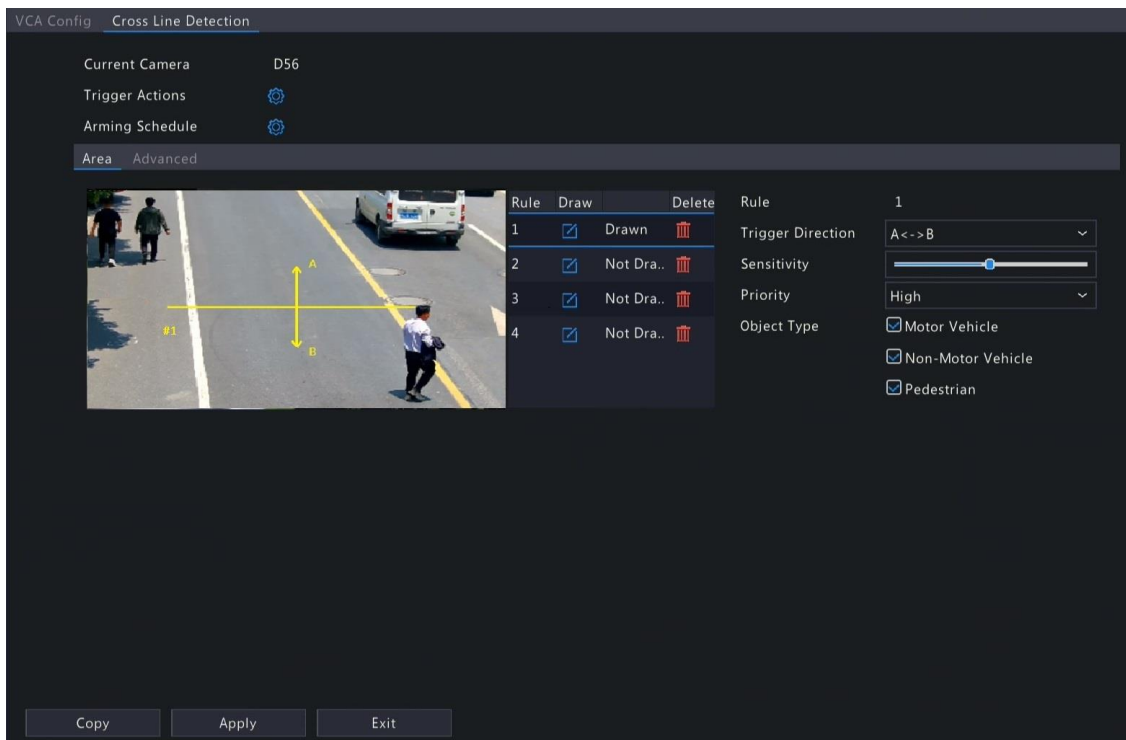 VCA Config Cross Line Detection
Current Camera D56
Trigger Actions
Arming Schedule
Area Advanced
Rule Draw Delete
1 Drawn
2 Not Dra..
3 Not Dra..
4 Not Dra..
A
#1
B
Rule 1
Trigger Direction A<->B
Sensitivity
Priority High
Object Type Motor Vehicle
Non-Motor Vehicle
Pedestrian
Copy Apply Exit